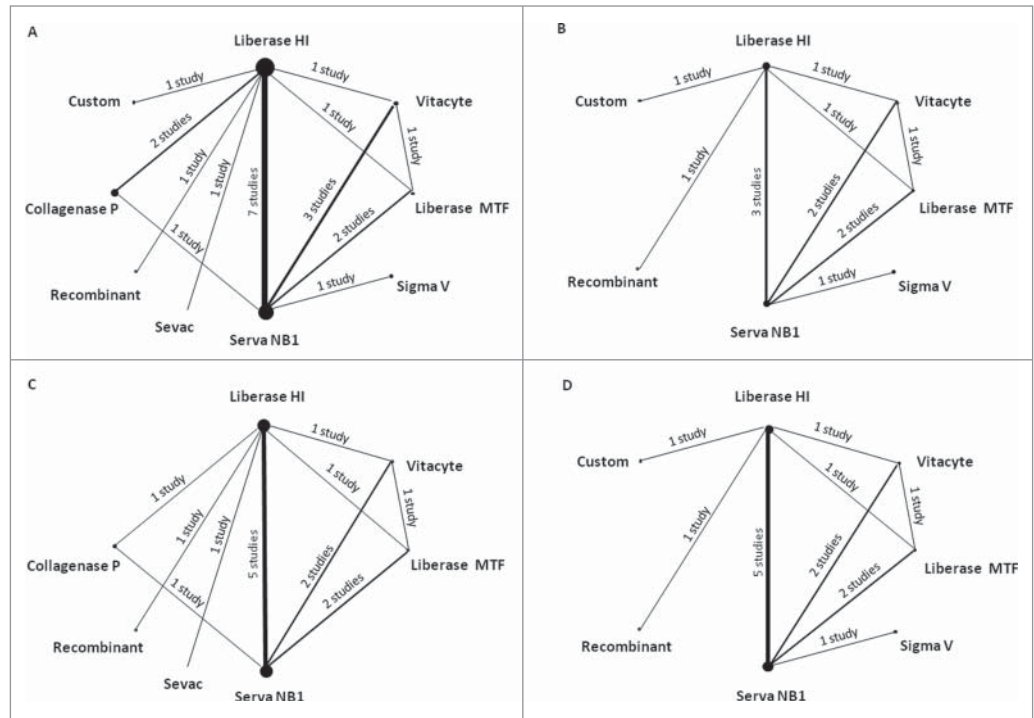 A
Liberase HI
1 study
1 study
Custom
Vitacyte
2 studies
1 study
1 study
1 study
1 study
7 studies
3 studies
Collagenase P
Liberase MTF
2 studies
1 study
1 study
Sigma V
Recombinant
Sevac
Serva NB1
B
Liberase HI
1 study
1 study
Custom
Vitacyte
1 study
1 study
1 study
3 studies
2 studies
Liberase MTF
2 studies
1 study
Sigma V
Recombinant
Serva NB1
C
Liberase HI
1 study
Vitacyte
1 study
1 study
1 study
1 study
1 study
5 studies
2 studies
Collagenase P
Liberase MTF
1 study
2 studies
Recombinant
Sevac
Serva NB1
D
Liberase HI
1 study
1 study
Custom
Vitacyte
1 study
1 study
1 study
5 studies
2 studies
Liberase MTF
2 studies
1 study
Sigma V
Recombinant
Serva NB1